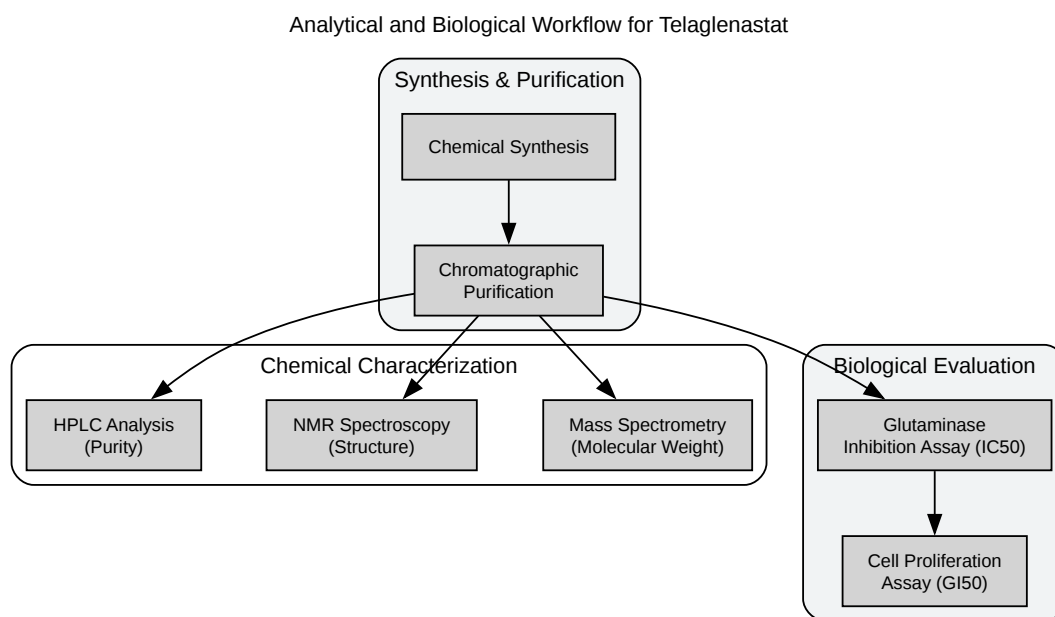 Analytical and Biological Workflow for Telaglenastat
Synthesis & Purification
Chemical Synthesis
Chromatographic
Purification
Chemical Characterization
HPLC Analysis
(Purity)
NMR Spectroscopy
(Structure)
Mass Spectrometry
(Molecular Weight)
Biological Evaluation
Glutaminase
Inhibition Assay (IC50)
Cell Proliferation
Assay (GI50)